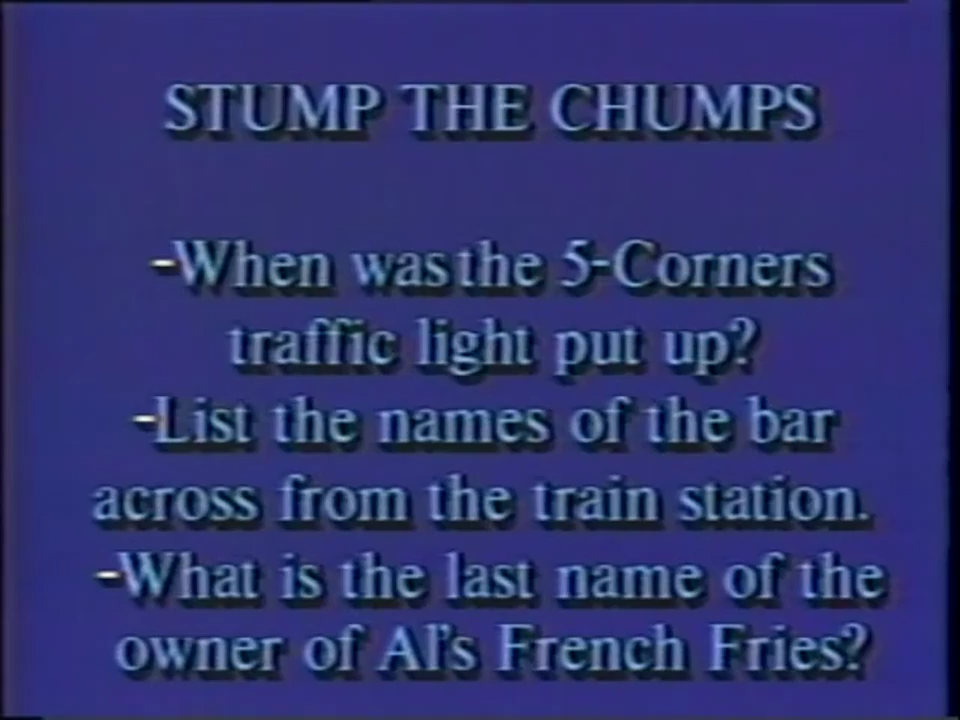 STUMP THE CHUMPS
-When was the 5-Corners
traffic light put up?
-List the names of the bar
across from the train station.
-What is the last name of the
owner of Al's French Fries?